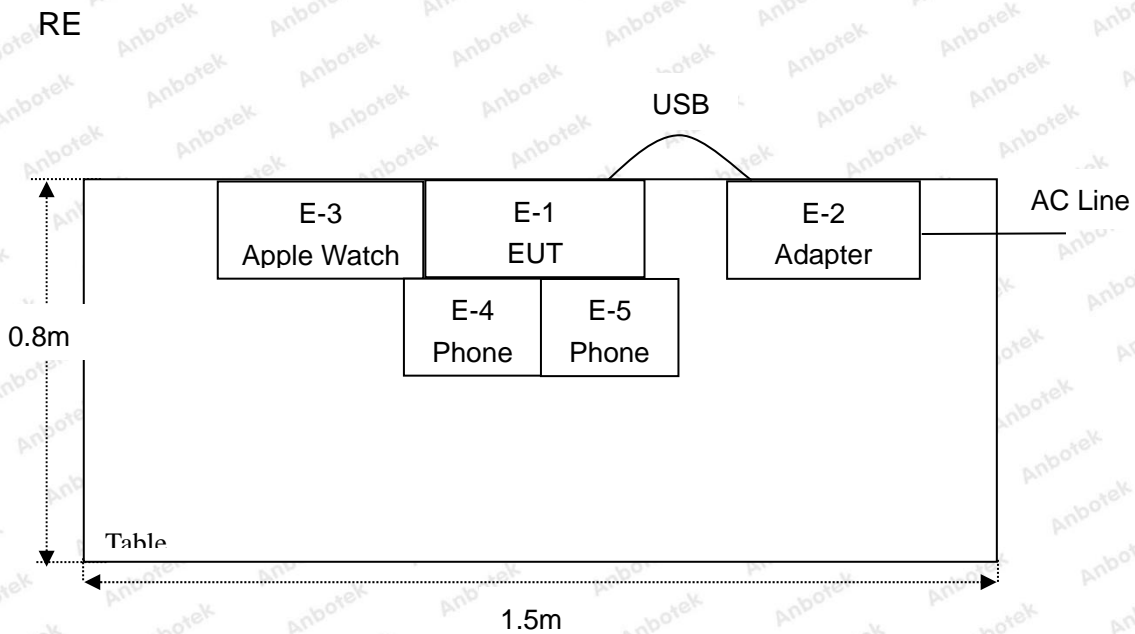 RE
USB
AC Line
E-3
Apple Watch
E-1
EUT
E-2
Adapter
E-4
Phone
E-5
Phone
0.8m
Table
1.5m
Anbotek